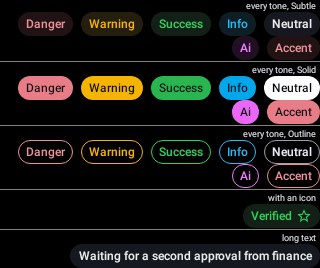 every tone, Subtle
Danger Warning Success Info Neutral
Ai Accent
every tone, Solid
Danger Warning Success Info Neutral
Ai Accent
every tone, Outline
Danger Warning Success Info Neutral
Ai Accent
with an icon
Verified
long text
Waiting for a second approval from finance